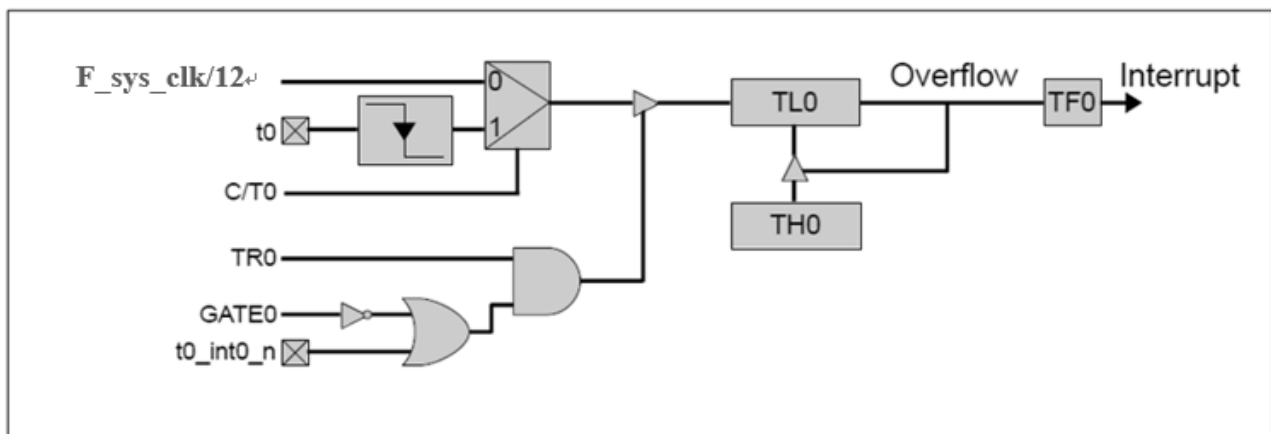 F_sys_clk/12↵
0
Overflow
Interrupt
t0
1
TL0
TF0
C/T0
TH0
TR0
GATE0
t0_int0_n